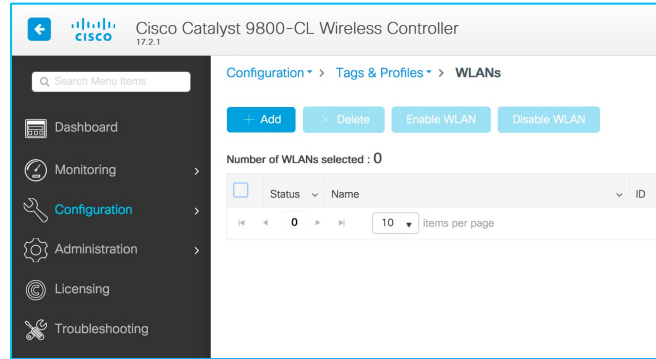 CISCO
Cisco Catalyst 9800-CL Wireless Controller
17.2.1
Search Menu Items
Dashboard
Monitoring
Configuration
Administration
Licensing
Troubleshooting
Configuration > Tags & Profiles > WLANs
+ Add
× Delete
Enable WLAN
Disable WLAN
Number of WLANs selected : 0
Status Name ID
0 10 items per page